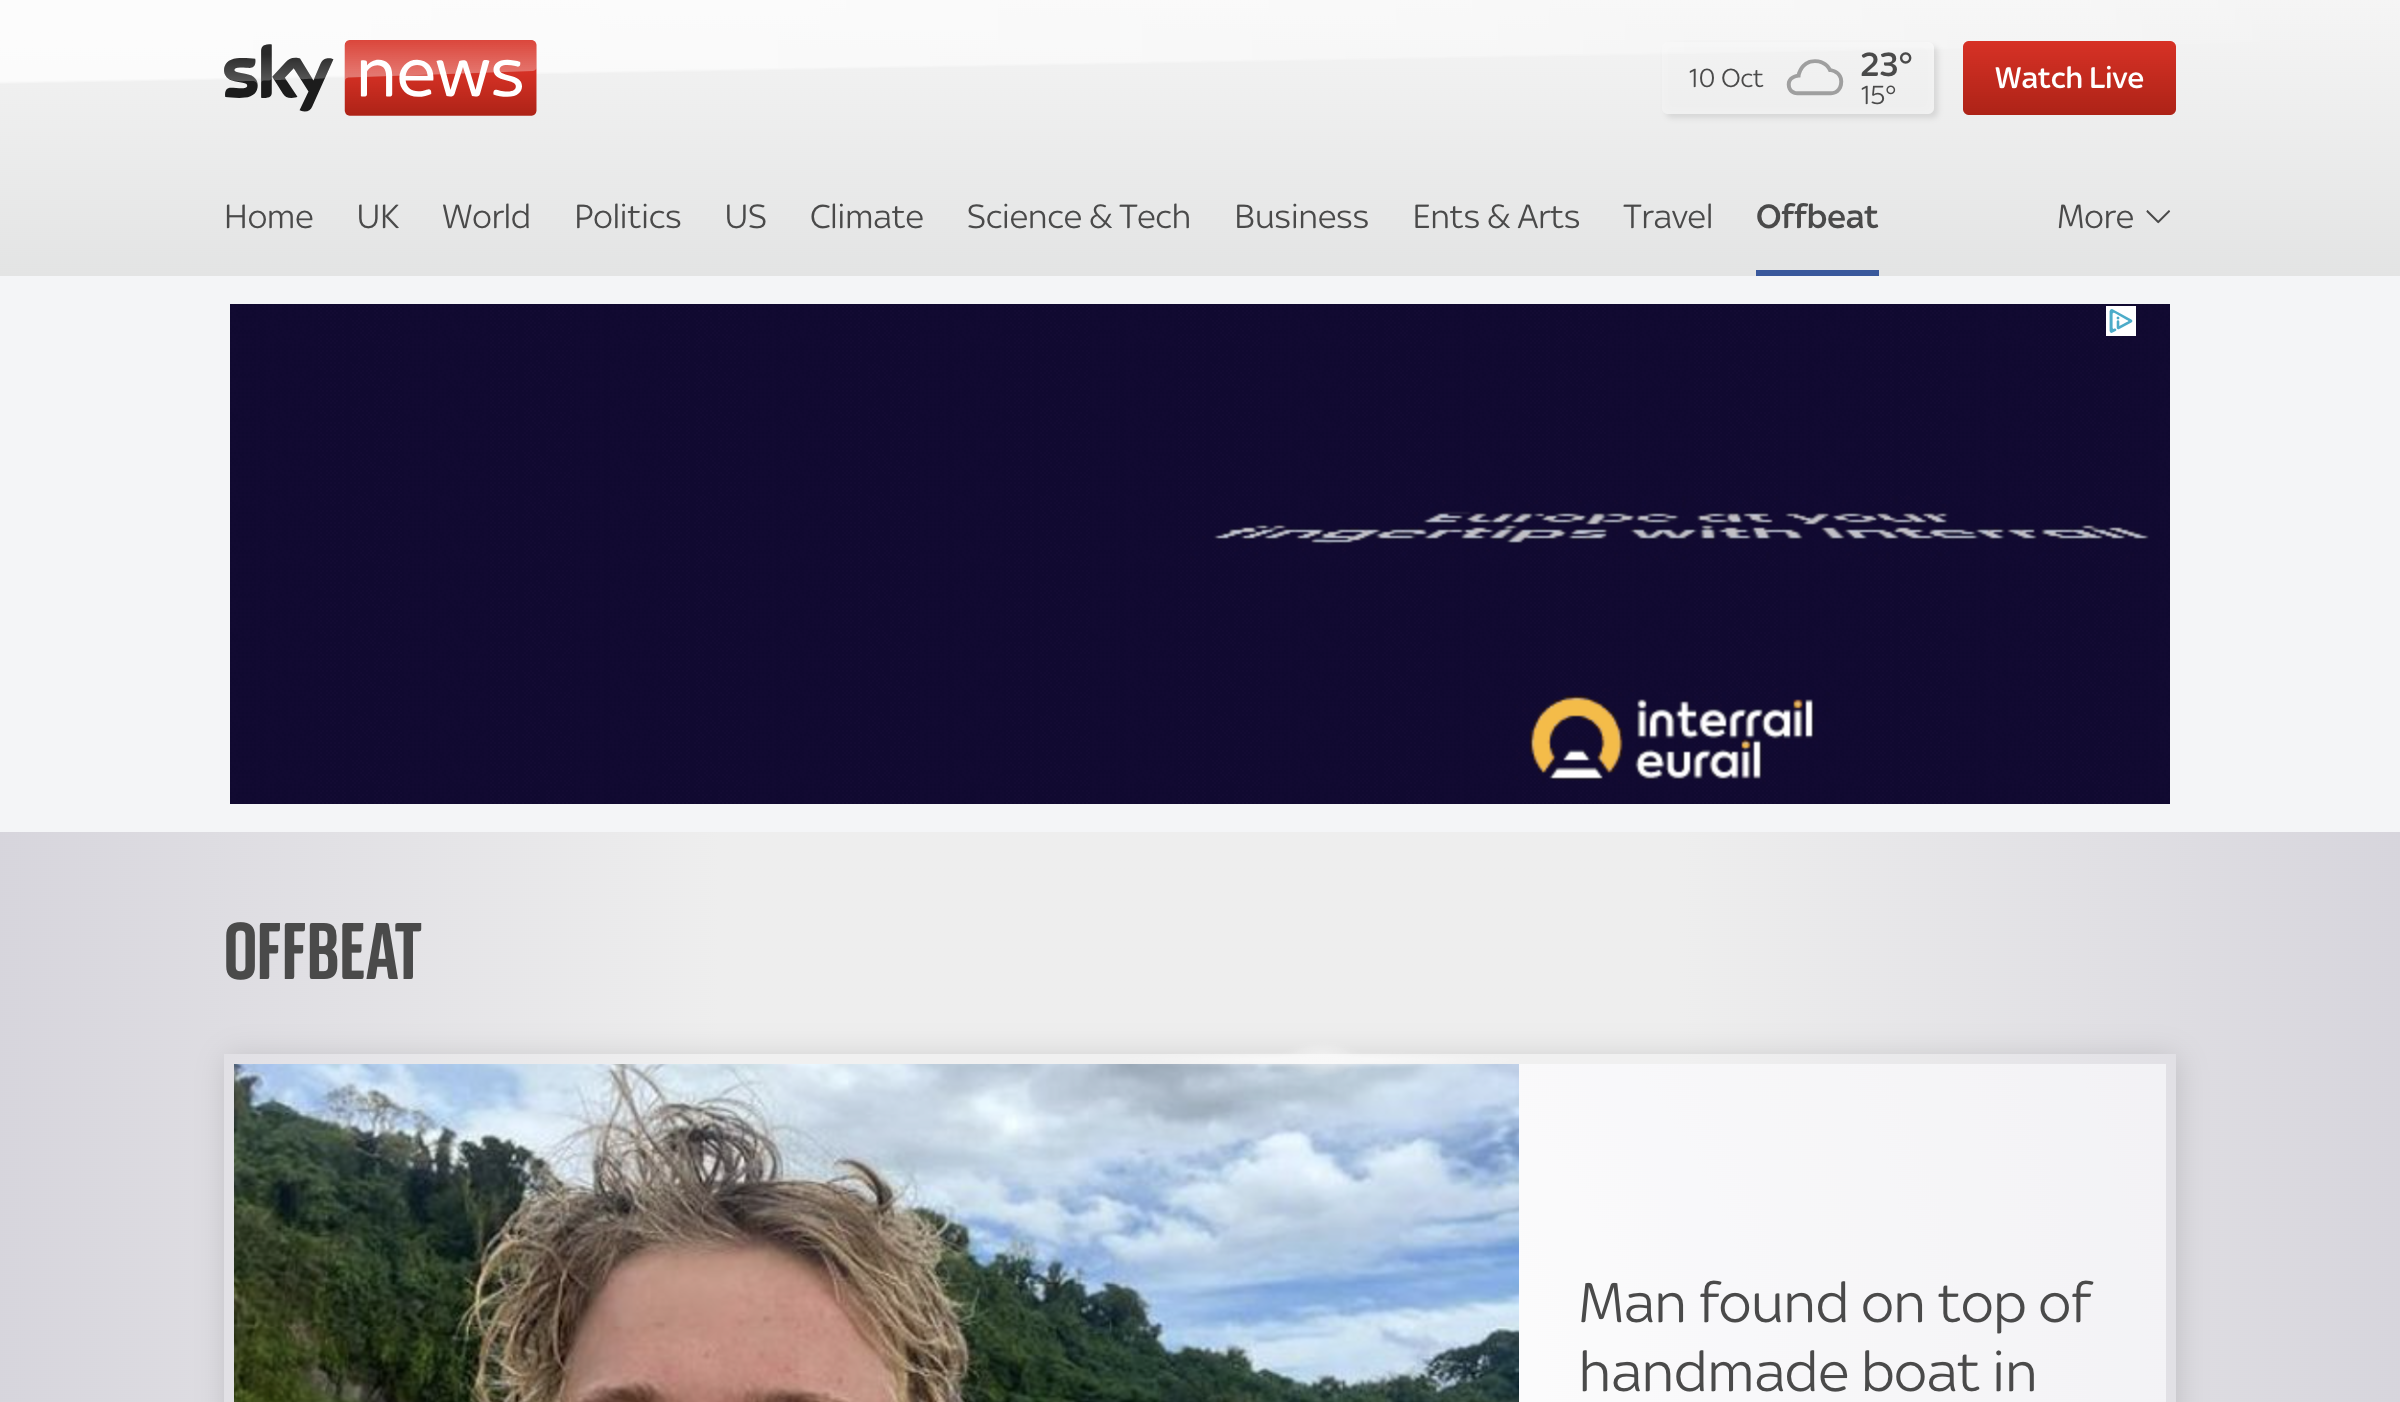 sky news
10 Oct
23°
15°
Watch Live
Home UK World Politics US Climate Science & Tech Business Ents & Arts Travel Offbeat More
Europe at your
fingertips with Interrail
interrail
eurail
OFFBEAT
Man found on top of
handmade boat in